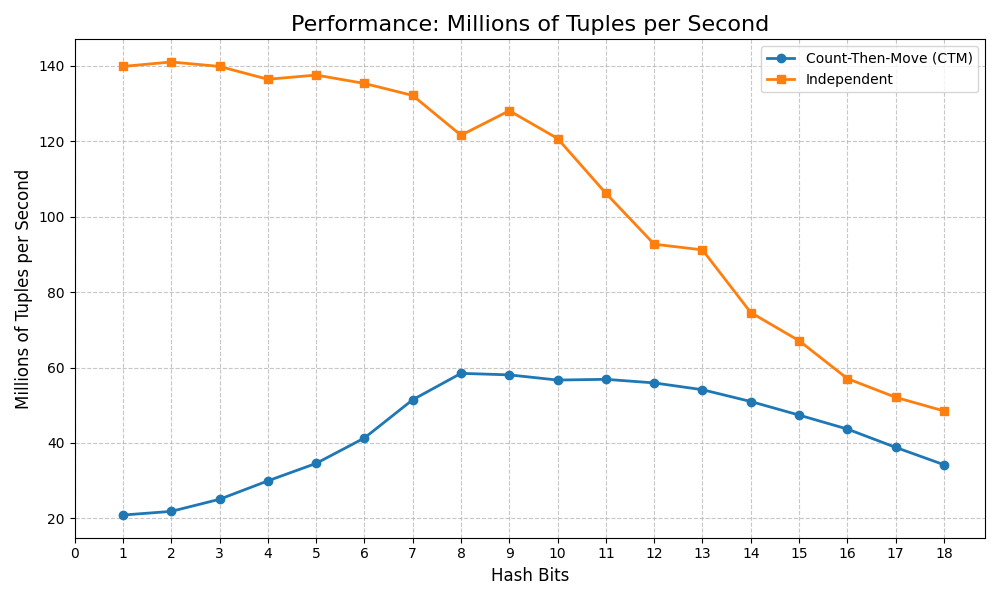 Performance: Millions of Tuples per Second
Count-Then-Move (CTM)
Independent
Millions of Tuples per Second
140
120
100
80
60
40
20
0 1 2 3 4 5 6 7 8 9 10 11 12 13 14 15 16 17 18
Hash Bits